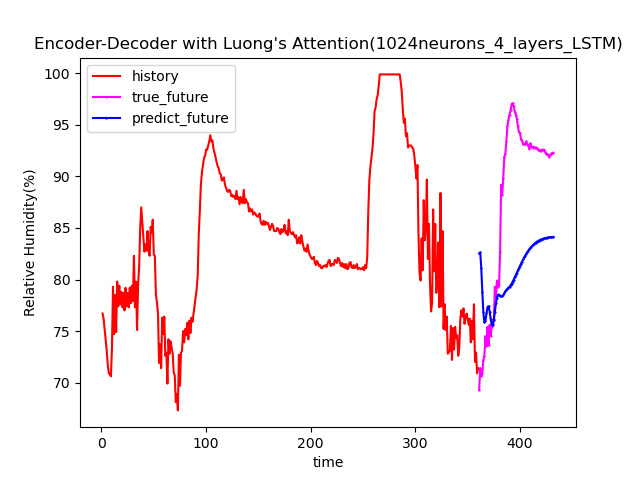 Encoder-Decoder with Luong's Attention(1024neurons_4_layers_LSTM)
history
true_future
predict_future
Relative Humidity(%)
100
95
90
85
80
75
70
0
100
200
300
400
time